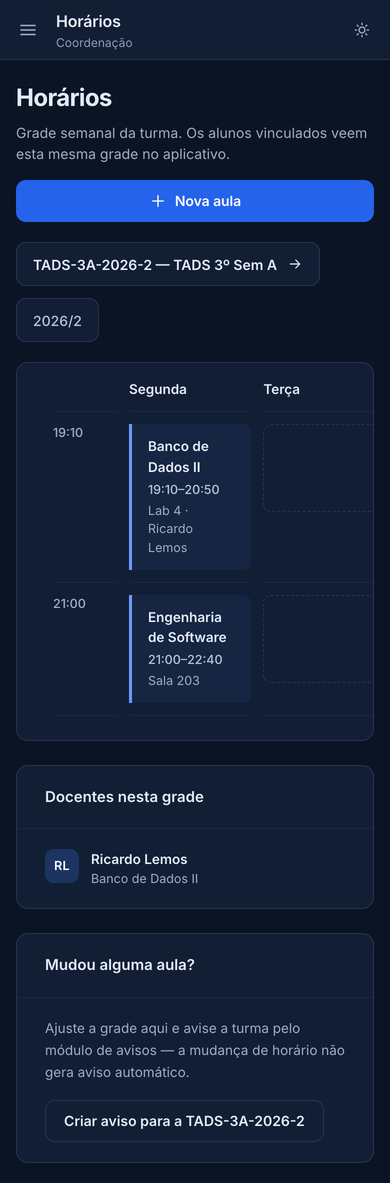 Horários
Coordenação
Horários
Grade semanal da turma. Os alunos vinculados veem
esta mesma grade no aplicativo.
Nova aula
TADS-3A-2026-2 — TADS 3º Sem A
2026/2
Segunda
Terça
19:10
Banco de
Dados II
19:10–20:50
Lab 4 ·
Ricardo
Lemos
21:00
Engenharia
de Software
21:00–22:40
Sala 203
Docentes nesta grade
RL
Ricardo Lemos
Banco de Dados II
Mudou alguma aula?
Ajuste a grade aqui e avise a turma pelo
módulo de avisos — a mudança de horário não
gera aviso automático.
Criar aviso para a TADS-3A-2026-2